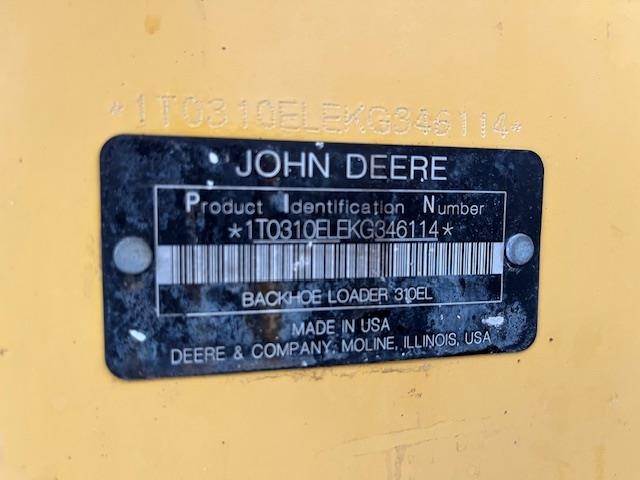 *1T0310ELEKG346114*
JOHN DEERE
Product Identification Number
*1T0310ELEKG346114*
BACKHOE LOADER 310EL
MADE IN USA
DEERE & COMPANY, MOLINE, ILLINOIS, USA